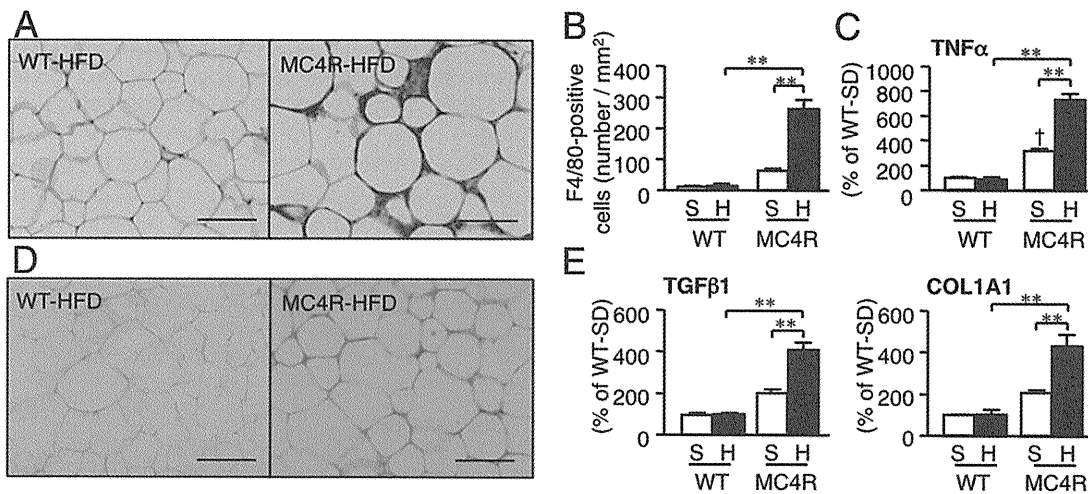 A
WT-HFD
MC4R-HFD
B
F4/80-positive
cells (number / mm²)
400
300
200
100
0
**
**
S H S H
WT MC4R
C
TNFα
(% of WT-SD)
1000
800
600
400
200
0
**
**
†
S H S H
WT MC4R
D
WT-HFD
MC4R-HFD
E
TGFβ1
(% of WT-SD)
600
400
200
0
**
**
S H S H
WT MC4R
COL1A1
(% of WT-SD)
600
400
200
0
**
**
S H S H
WT MC4R